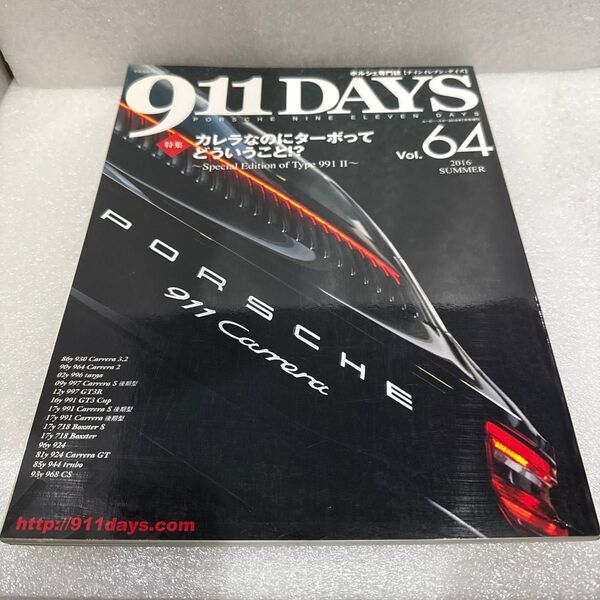 ポルシェ専門誌【ナインイレブン・デイズ】
911DAYS
PORSCHE NINE ELEVEN DAYS
特集
カレラなのにターボって
どういうこと!?
~Special Edition of Type 991 II~
Vol.64
2016
SUMMER
PORSCHE
911 Carrera
86y 930 Carrera 3.2
90y 964 Carrera 2
02y 996 targa
09y 997 Carrera S 後期型
12y 997 GT3R
16y 991 GT3 Cup
17y 991 Carrera S 後期型
17y 991 Carrera 後期型
17y 718 Boxster S
17y 718 Boxster
96y 924
81y 924 Carrera GT
85y 944 trubo
93y 968 CS
http://911days.com